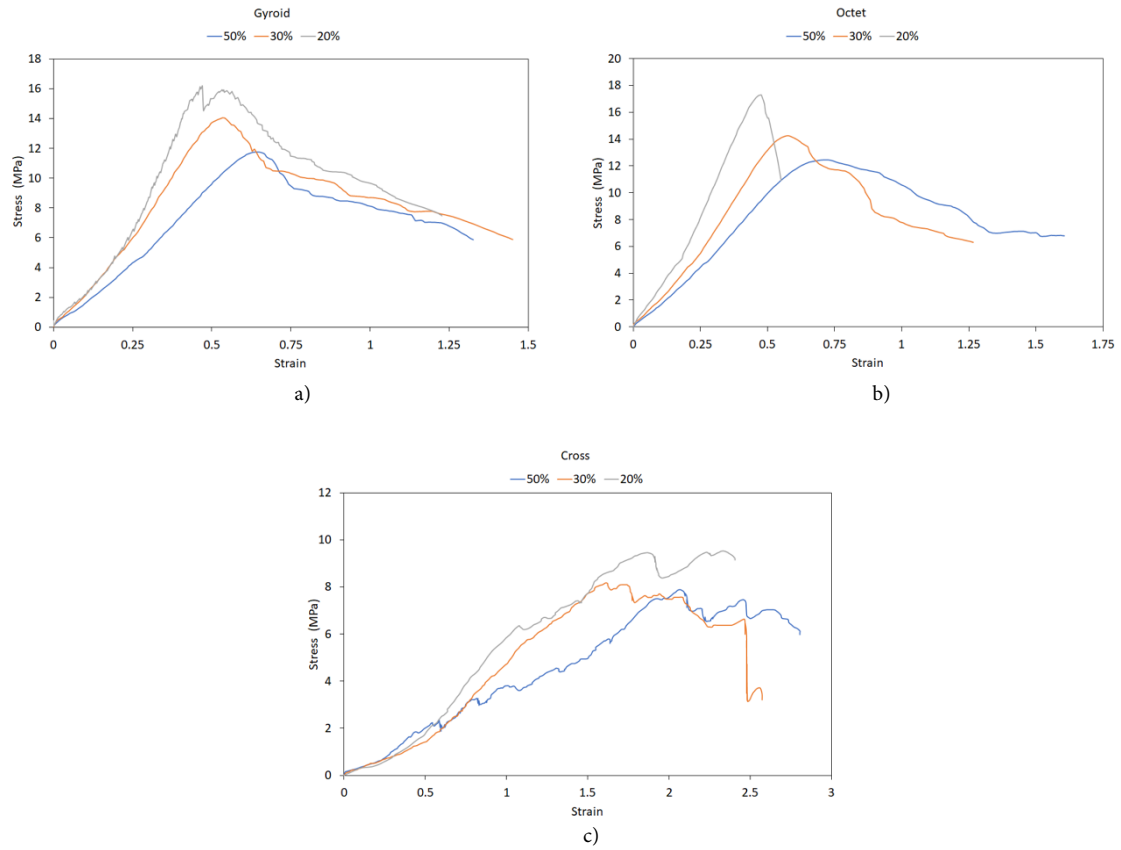 Gyroid
50% 30% 20%
18
16
14
12
10
8
6
4
2
0
Stress (MPa)
0 0.25 0.5 0.75 1 1.25 1.5
Strain
a)
Octet
50% 30% 20%
20
18
16
14
12
10
8
6
4
2
0
Stress (MPa)
0 0.25 0.5 0.75 1 1.25 1.5 1.75
Strain
b)
Cross
50% 30% 20%
12
10
8
6
4
2
0
Stress (MPa)
0 0.5 1 1.5 2 2.5 3
Strain
c)